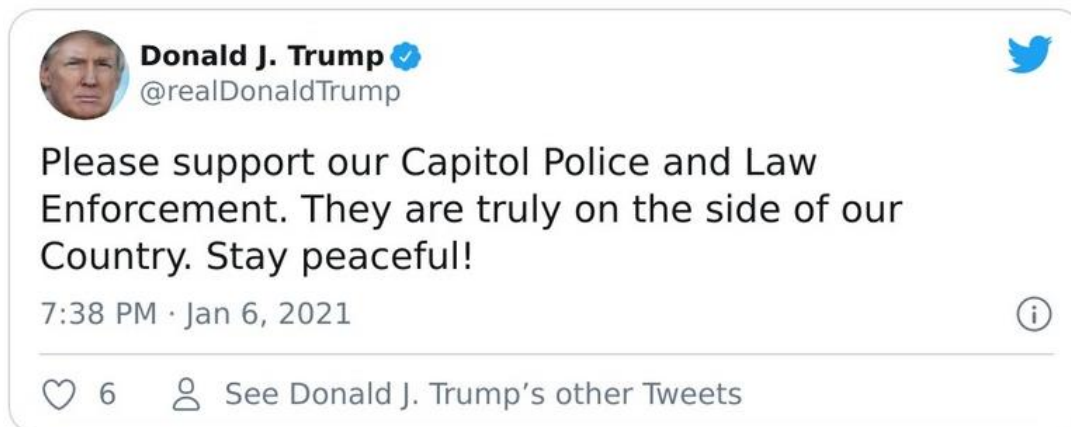 Donald J. Trump
@realDonaldTrump
Please support our Capitol Police and Law
Enforcement. They are truly on the side of our
Country. Stay peaceful!
7:38 PM · Jan 6, 2021
6 See Donald J. Trump’s other Tweets